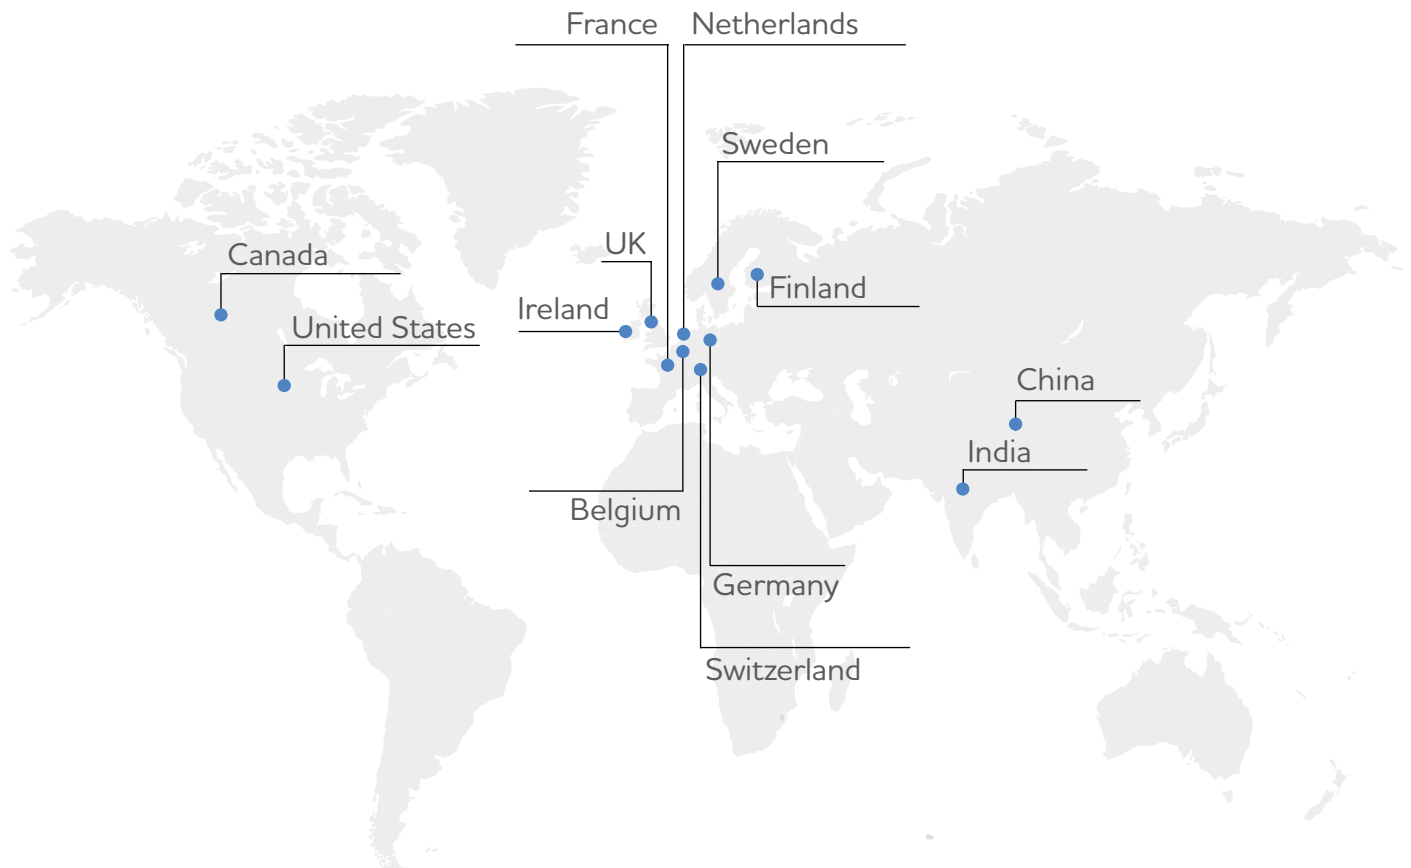 France
Netherlands
Sweden
UK
Canada
Finland
Ireland
United States
China
India
Belgium
Germany
Switzerland